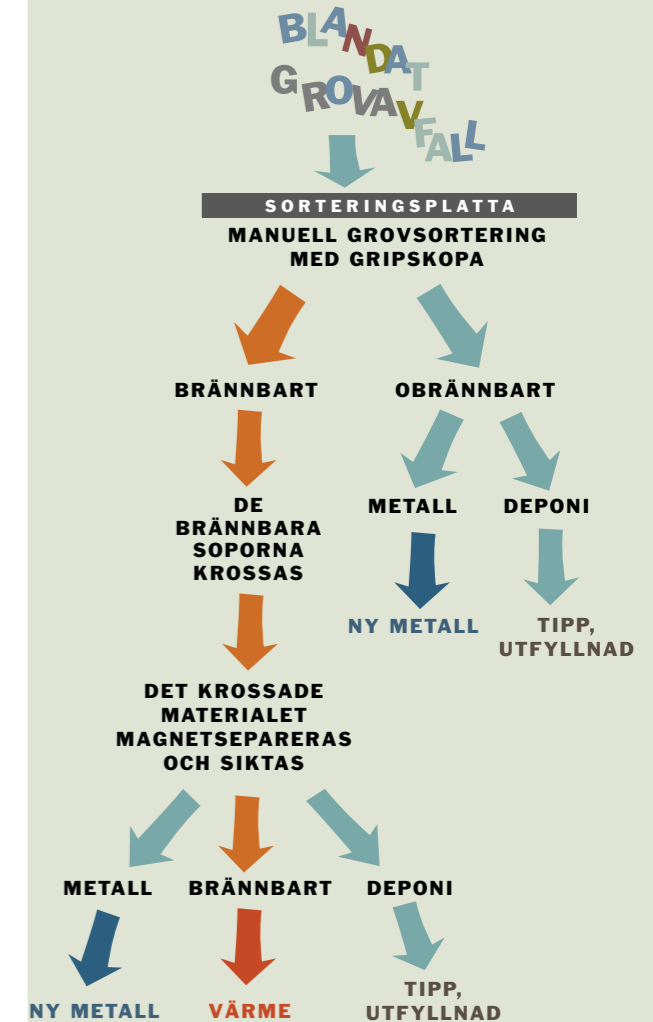 BLANDAT
GROVAVFALL
SORTERINGSPLATTA
MANUELL GROVSORTERING
MED GRIPSKOPA
BRÄNNBART
OBRÄNNBART
DE
BRÄNNBARA
SOPORNA
KROSSAS
METALL
DEPONI
NY METALL
TIPP,
UTFYLLNAD
DET KROSSADE
MATERIALET
MAGNETSEPARERAS
OCH SIKTAS
METALL
BRÄNNBART
DEPONI
NY METALL
VÄRME
TIPP,
UTFYLLNAD